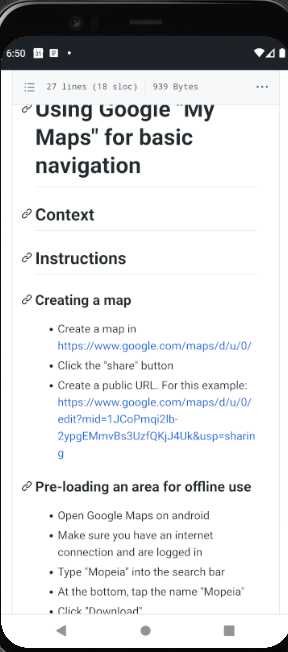 6:50
31
27 lines (18 sloc) 939 Bytes
Using Google "My
Maps" for basic
navigation
Context
Instructions
Creating a map
• Create a map in
https://www.google.com/maps/d/u/0/
• Click the "share" button
• Create a public URL. For this example:
https://www.google.com/maps/d/u/0/
edit?mid=1JCoPmqi2lb-
2ypgEMmvBs3UzfQKjJ4Uk&usp=sharin
g
Pre-loading an area for offline use
• Open Google Maps on android
• Make sure you have an internet
connection and are logged in
• Type "Mopeia" into the search bar
• At the bottom, tap the name "Mopeia"
• Click "Download"